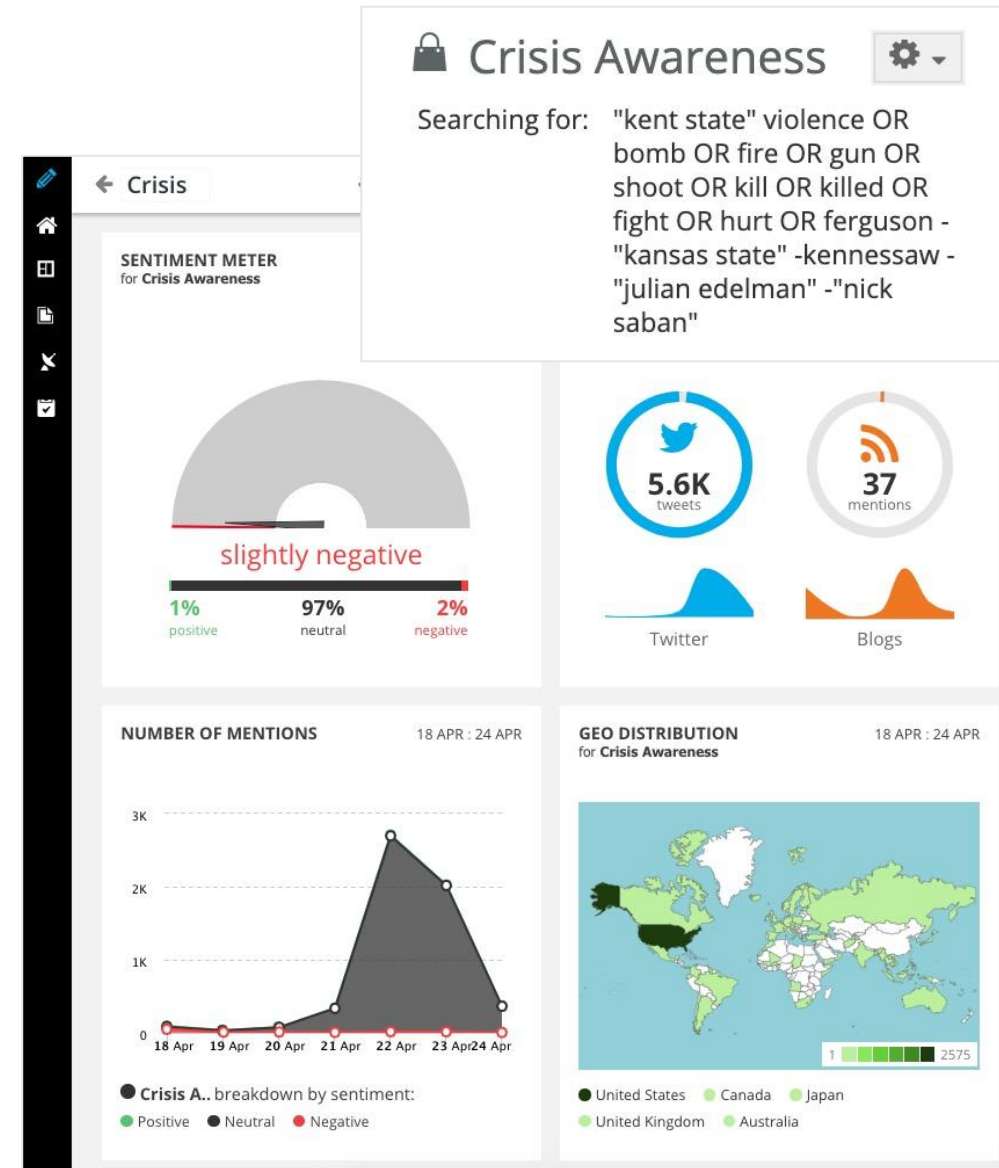 Crisis Awareness
Searching for: "kent state" violence OR
bomb OR fire OR gun OR
shoot OR kill OR killed OR
fight OR hurt OR ferguson -
"kansas state" -kennessaw -
"julian edelman" -"nick
saban"
Crisis
SENTIMENT METER
for Crisis Awareness
slightly negative
1% 97% 2%
positive neutral negative
5.6K
tweets
37
mentions
Twitter
Blogs
NUMBER OF MENTIONS 18 APR : 24 APR
3K
2K
1K
0
18 Apr 19 Apr 20 Apr 21 Apr 22 Apr 23 Apr 24 Apr
Crisis A.. breakdown by sentiment:
Positive Neutral Negative
GEO DISTRIBUTION 18 APR : 24 APR
for Crisis Awareness
1 2575
United States Canada Japan
United Kingdom Australia